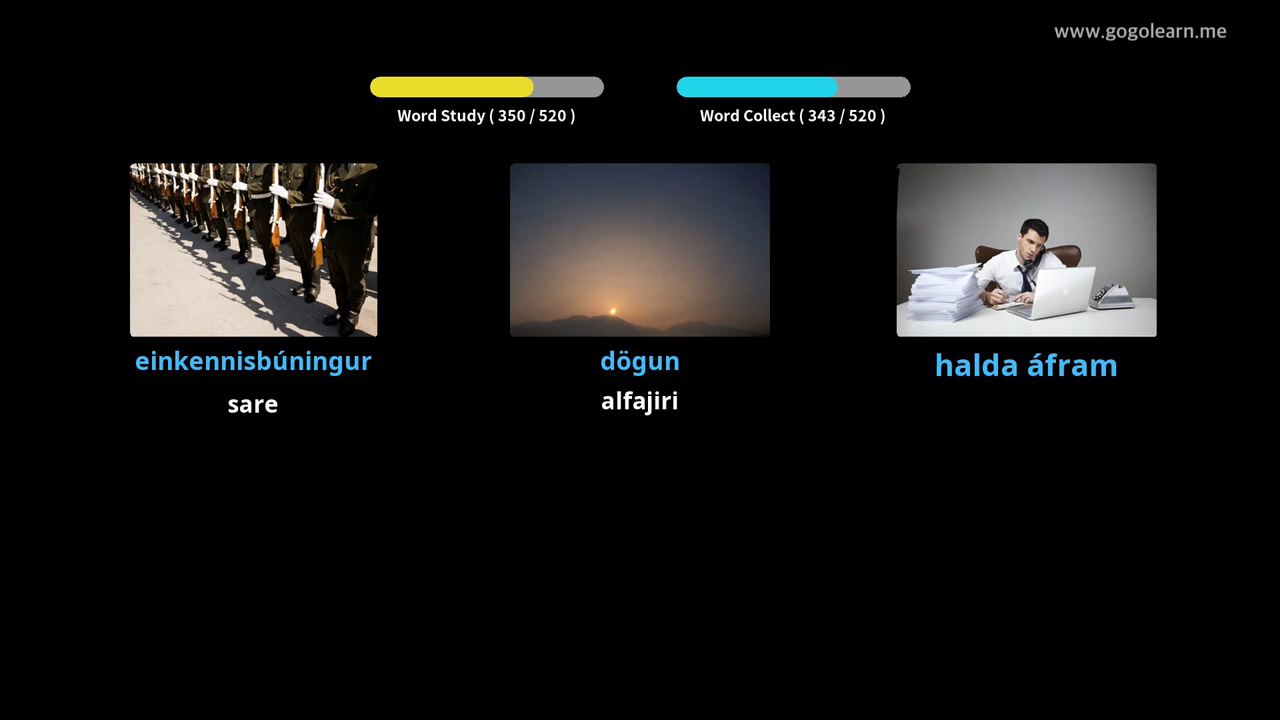 www.gogolearn.me
Word Study ( 350 / 520 )
Word Collect ( 343 / 520 )
einkennisbúningur
sare
dögun
alfajiri
halda áfram